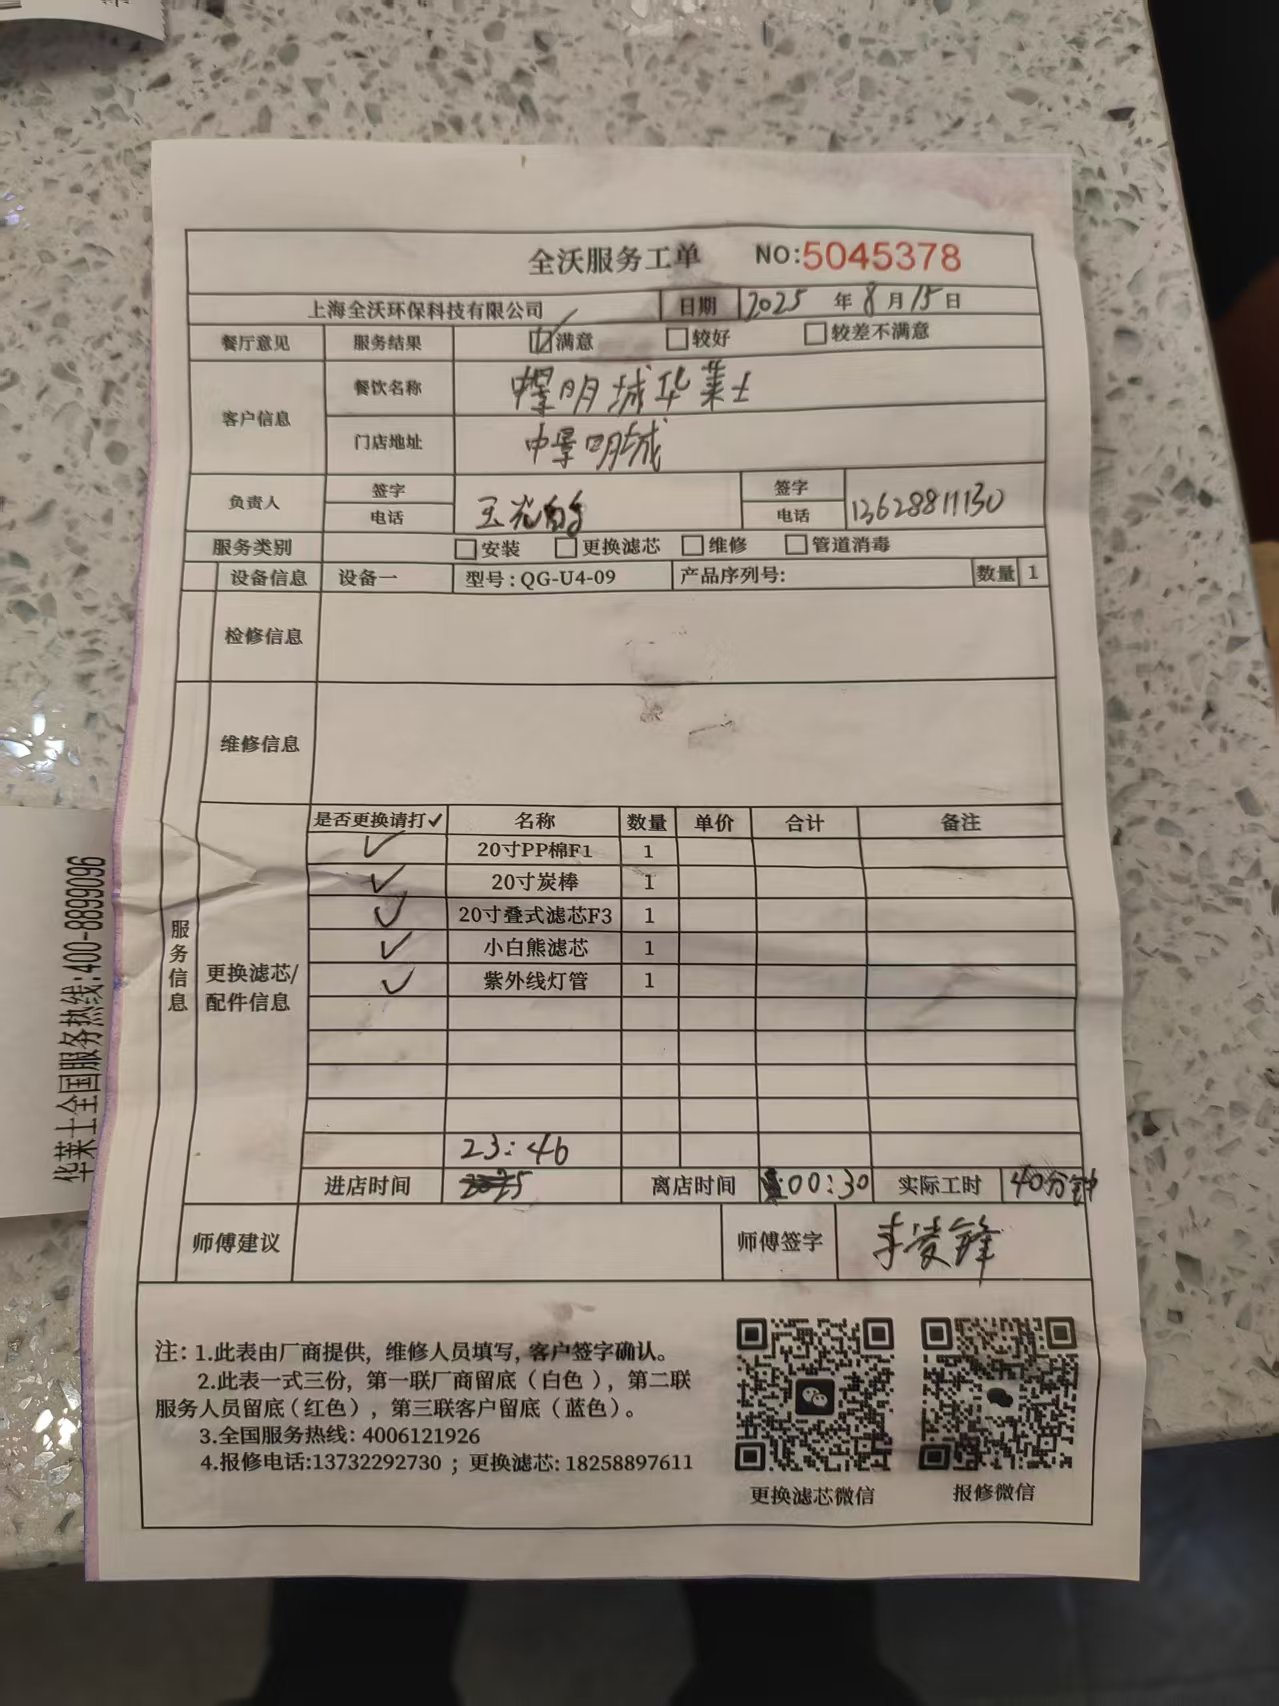 全沃服务工单 NO:5045378
上海全沃环保科技有限公司 日期 2025 年 8 月 15 日
餐厅意见 服务结果 ☑满意 □较好 □较差不满意
客户信息 餐饮名称 中景明城华莱士
门店地址 中景明城
负责人 签字 电话 王光 签字 电话 13628811130
服务类别 □安装 □更换滤芯 □维修 □管道消毒
设备信息 设备一 型号:QG-U4-09 产品序列号: 数量 1
检修信息
维修信息
服务信息
更换滤芯/配件信息
是否更换请打✓ 名称 数量 单价 合计 备注
✓ 20寸PP棉F1 1
✓ 20寸炭棒 1
✓ 20寸叠式滤芯F3 1
✓ 小白熊滤芯 1
✓ 紫外线灯管 1
23:46
进店时间 离店时间 00:30 实际工时 40分钟
师傅建议 师傅签字 李凌锋
注: 1.此表由厂商提供, 维修人员填写, 客户签字确认。
2.此表一式三份, 第一联厂商留底(白色), 第二联
服务人员留底(红色), 第三联客户留底(蓝色)。
3.全国服务热线: 4006121926
4.报修电话:13732292730 ; 更换滤芯: 18258897611
更换滤芯微信 报修微信
华莱士全国服务热线:400-8899096